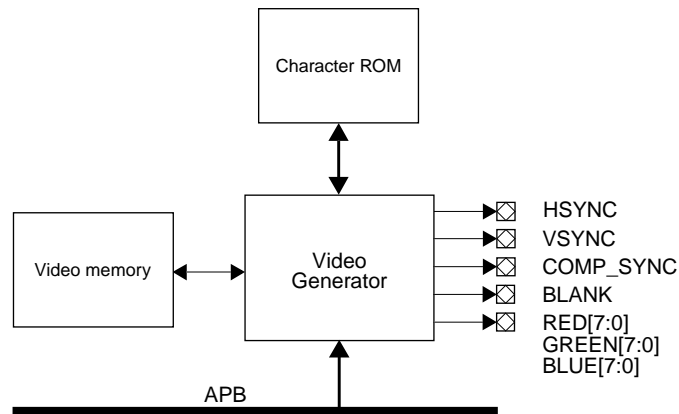 Character ROM
Video memory
Video
Generator
HSYNC
VSYNC
COMP_SYNC
BLANK
RED[7:0]
GREEN[7:0]
BLUE[7:0]
APB